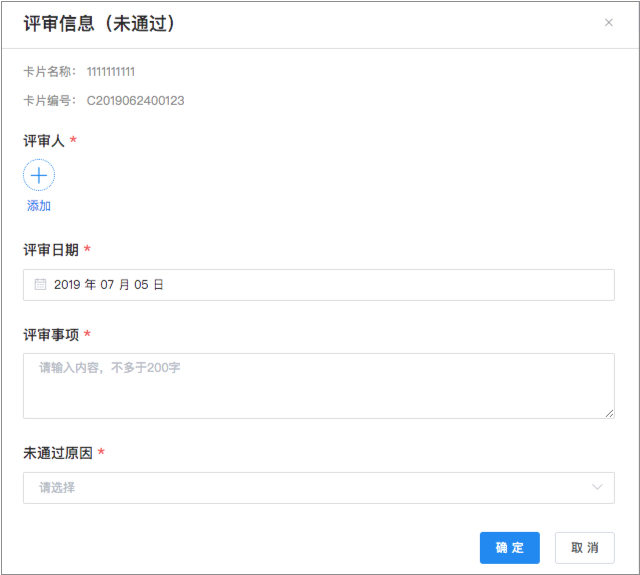 评审信息（未通过）
卡片名称： 1111111111
卡片编号： C2019062400123
评审人 *
添加
评审日期 *
2019 年 07 月 05 日
评审事项 *
请输入内容，不多于200字
未通过原因 *
请选择
确 定
取 消